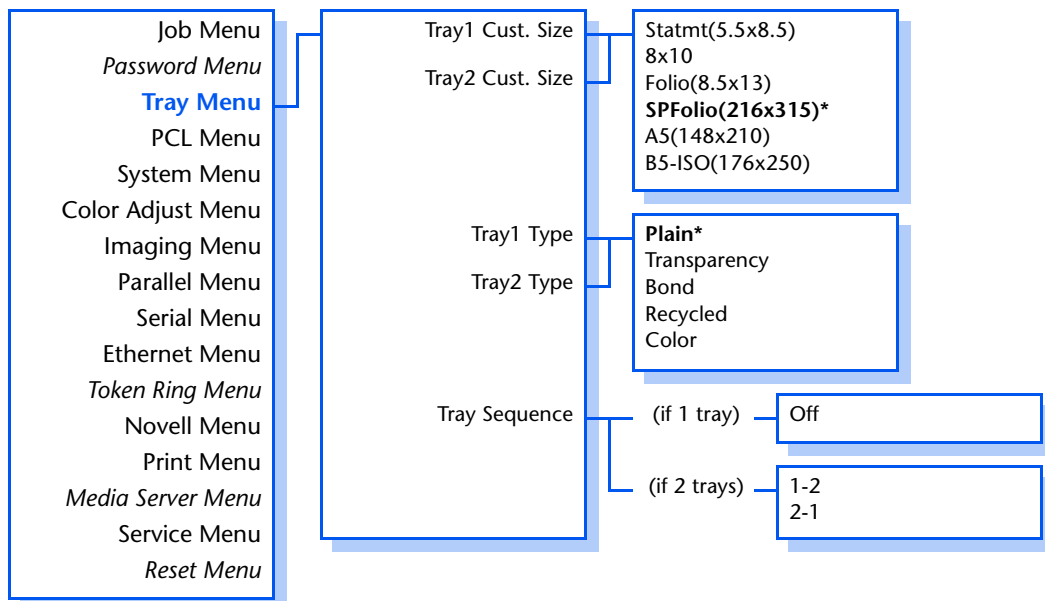 Job Menu
Password Menu
Tray Menu
PCL Menu
System Menu
Color Adjust Menu
Imaging Menu
Parallel Menu
Serial Menu
Ethernet Menu
Token Ring Menu
Novell Menu
Print Menu
Media Server Menu
Service Menu
Reset Menu
Tray1 Cust. Size
Tray2 Cust. Size
Statmt(5.5x8.5)
8x10
Folio(8.5x13)
SPFolio(216x315)*
A5(148x210)
B5-ISO(176x250)
Tray1 Type
Tray2 Type
Plain*
Transparency
Bond
Recycled
Color
Tray Sequence
(if 1 tray)
Off
(if 2 trays)
1-2
2-1